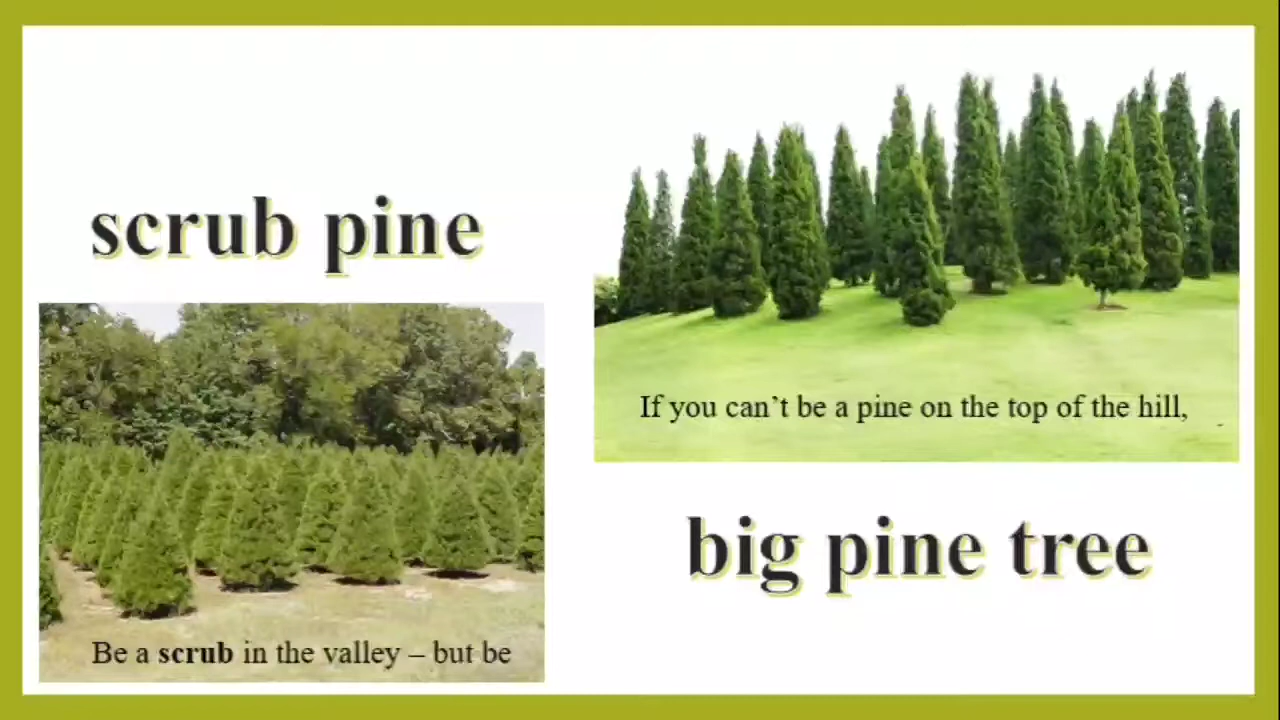 scrub pine
If you can’t be a pine on the top of the hill,
big pine tree
Be a scrub in the valley – but be